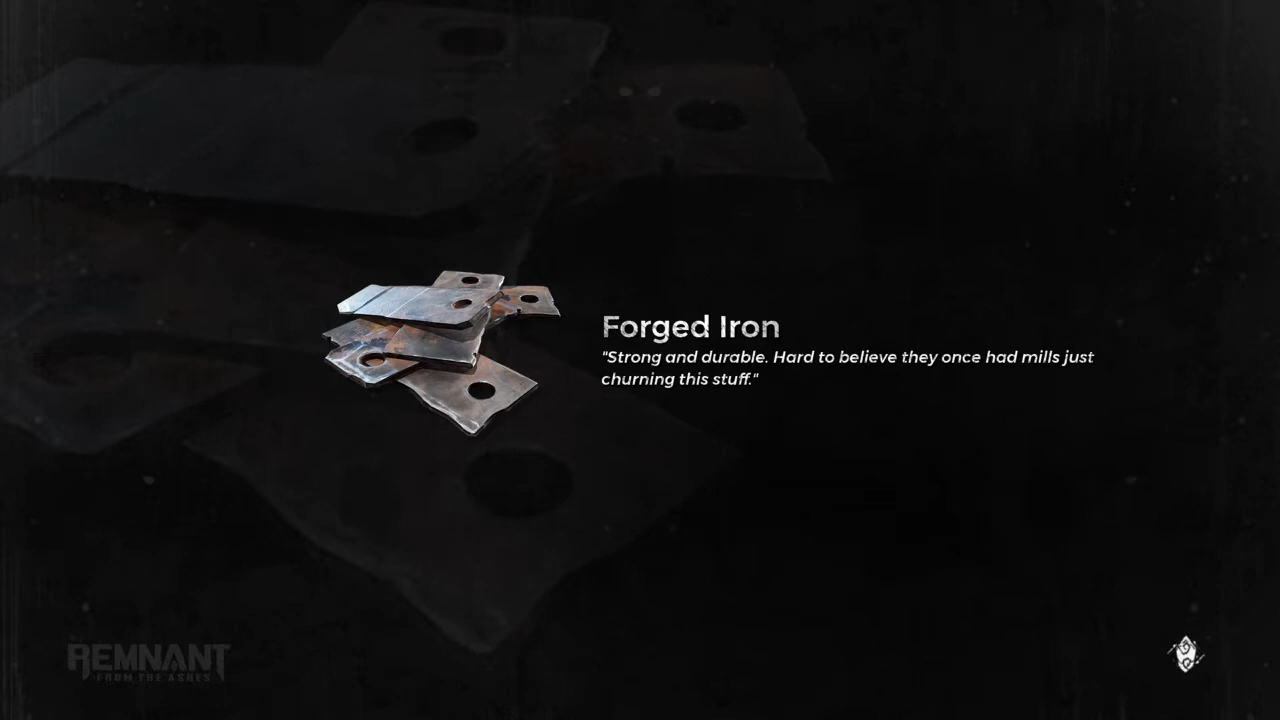 Forged Iron
"Strong and durable. Hard to believe they once had mills just
churning this stuff."
REMNANT
FROM THE ASHES